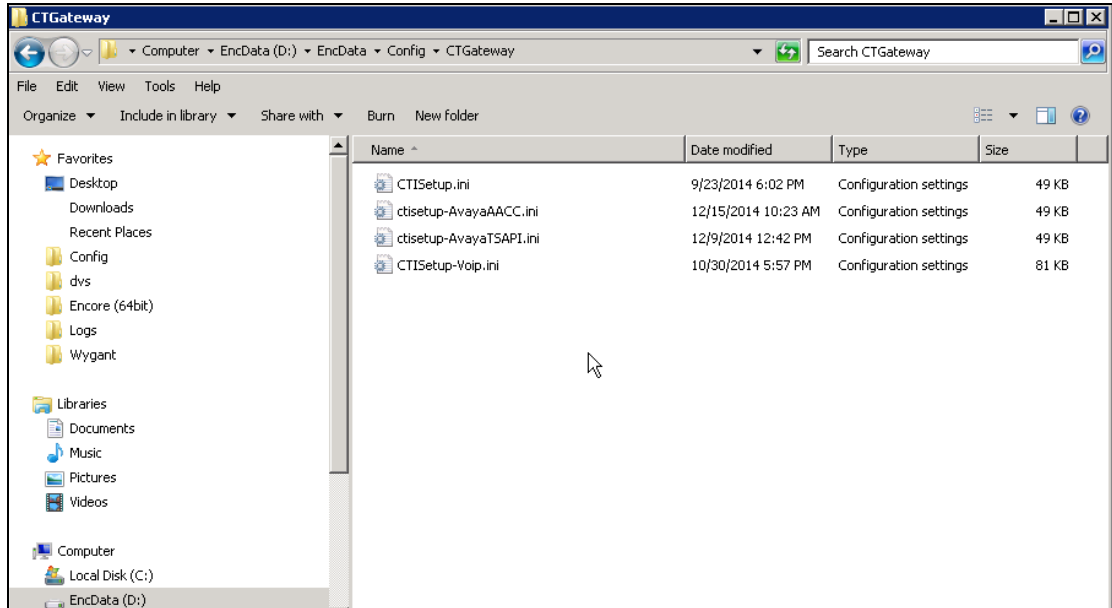 CTGateway
Computer EncData (D:) EncData Config CTGateway Search CTGateway
File Edit View Tools Help
Organize Include in library Share with Burn New folder
Name Date modified Type Size
Favorites
Desktop
Downloads
Recent Places
Config
dvs
Encore (64bit)
Logs
Wygant
Libraries
Documents
Music
Pictures
Videos
Computer
Local Disk (C:)
EncData (D:)
CTISetup.ini 9/23/2014 6:02 PM Configuration settings 49 KB
ctisetup-AvayaAACC.ini 12/15/2014 10:23 AM Configuration settings 49 KB
ctisetup-AvayaTSAPI.ini 12/9/2014 12:42 PM Configuration settings 49 KB
CTISetup-Voip.ini 10/30/2014 5:57 PM Configuration settings 81 KB